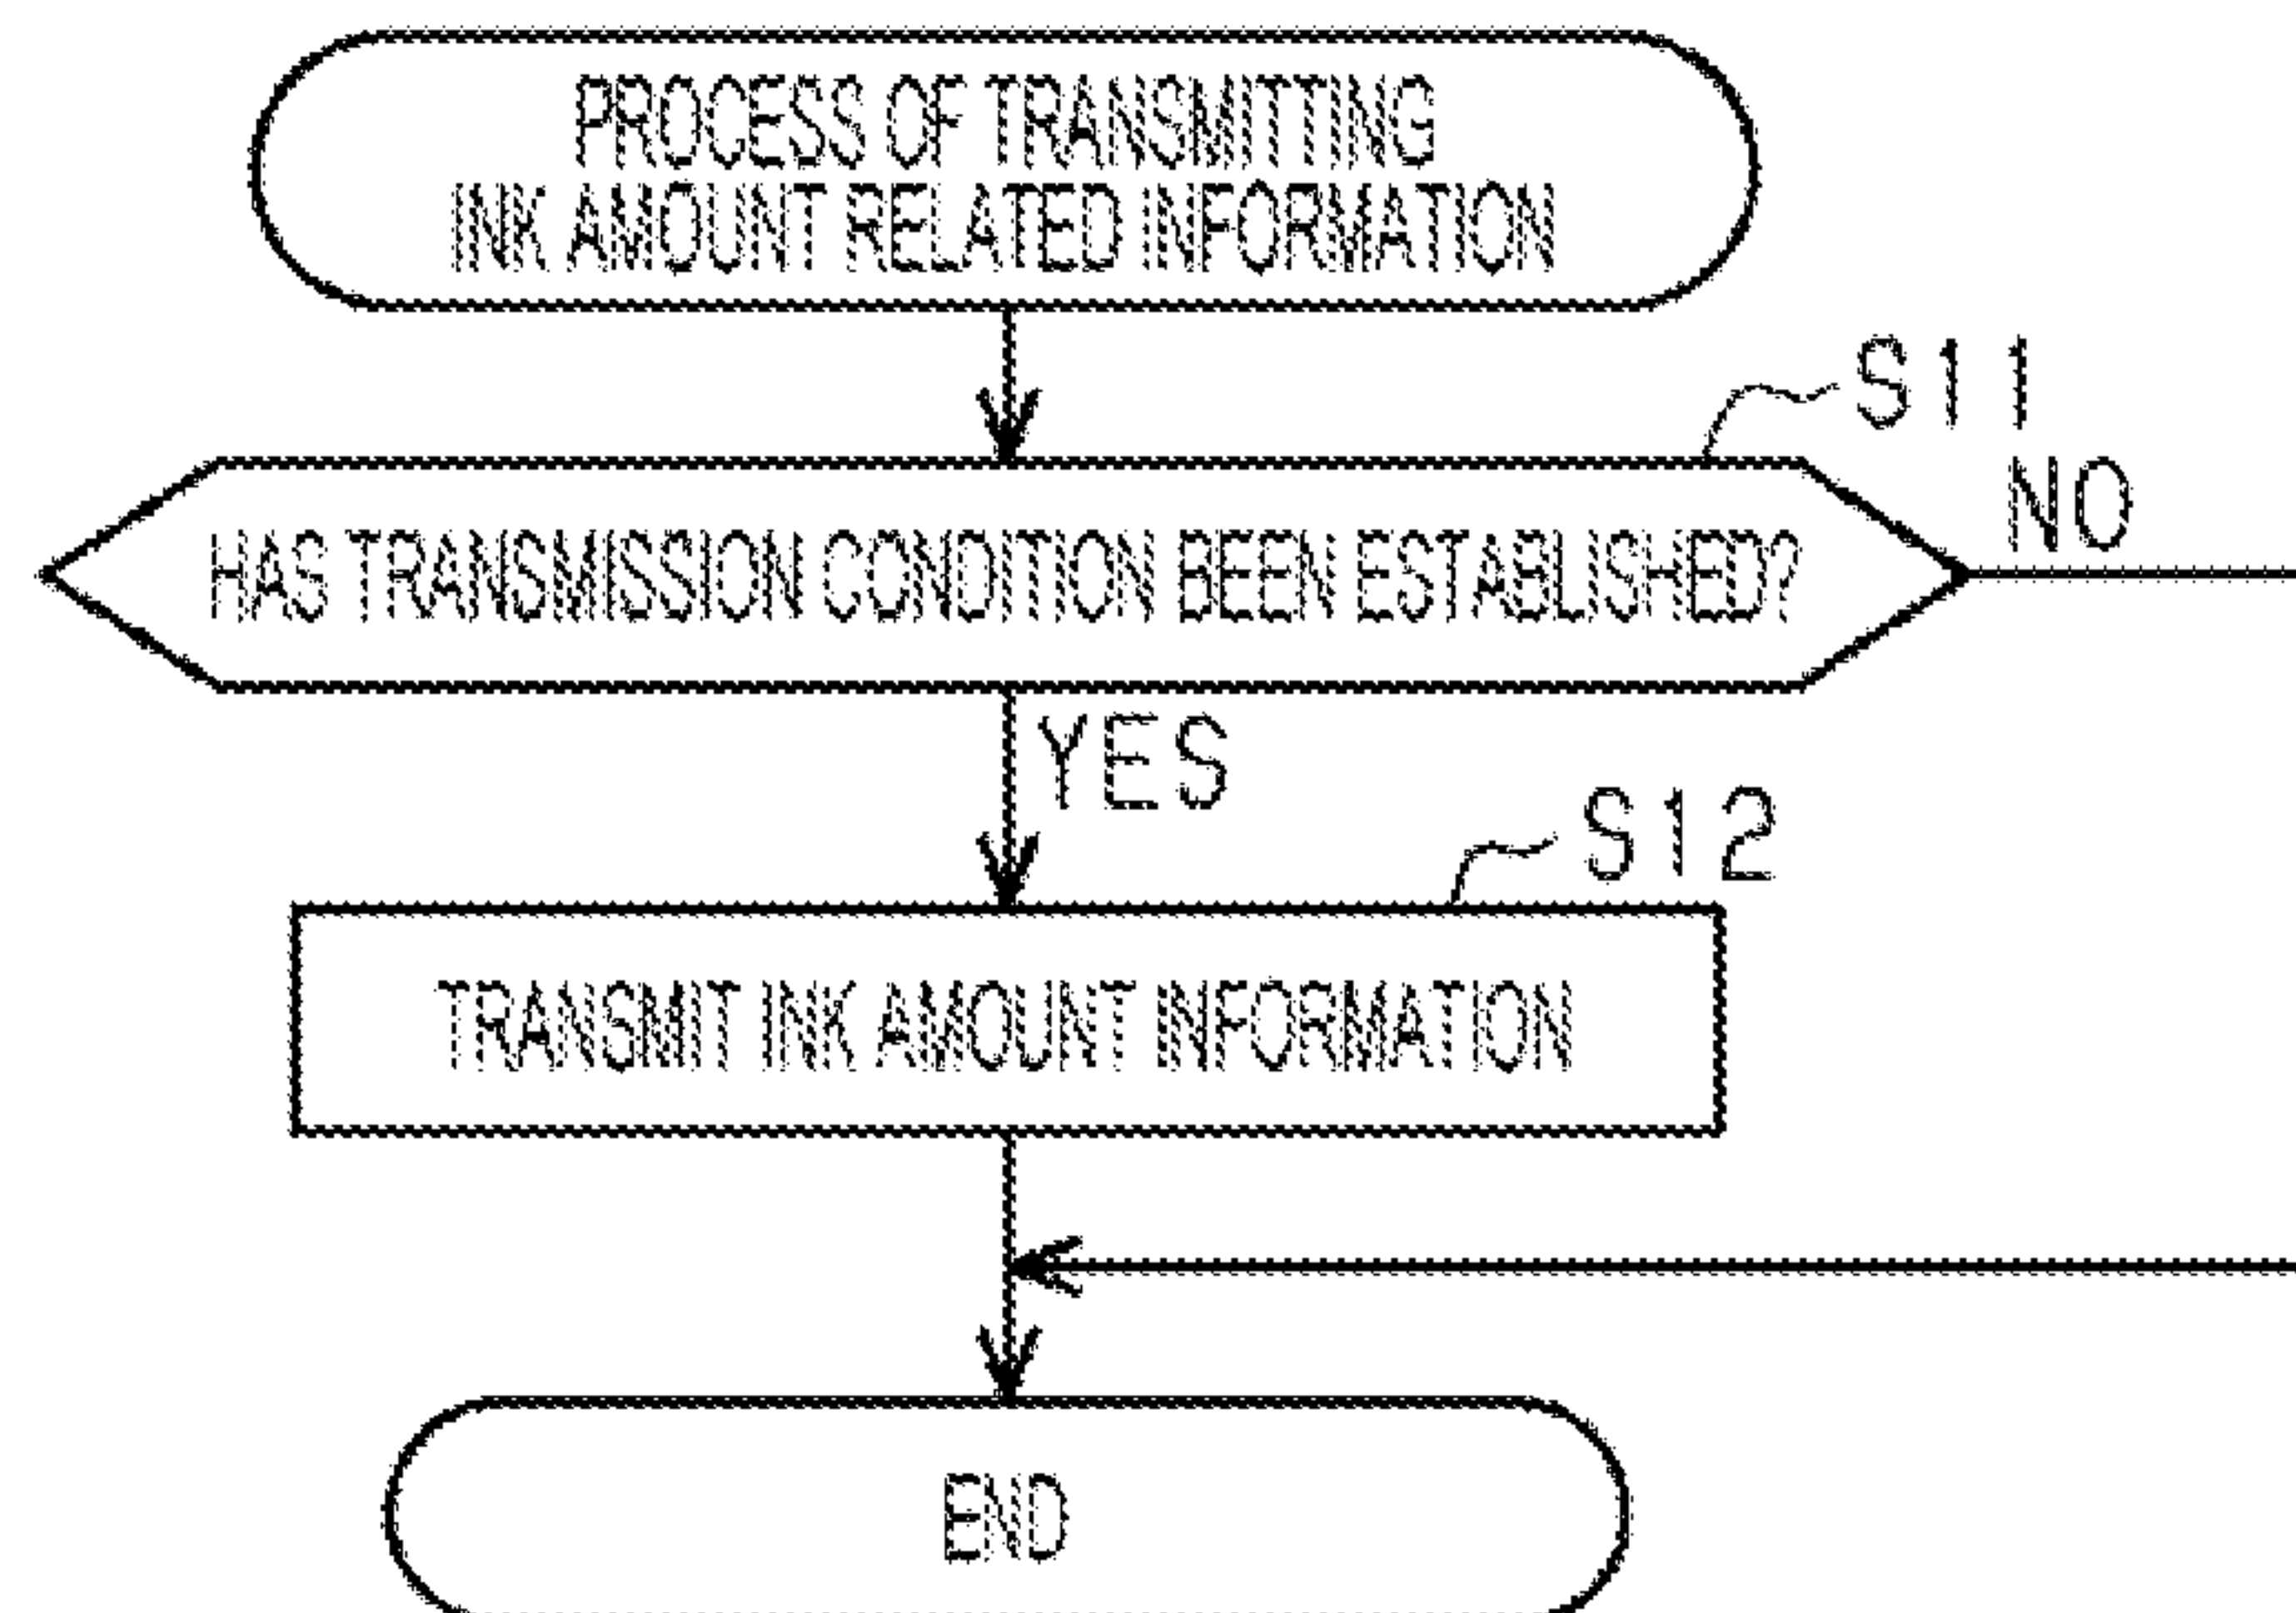 PROCESS OF TRANSMITTING
INK AMOUNT RELATED INFORMATION
S11
HAS TRANSMISSION CONDITION BEEN ESTABLISHED?
NO
YES
S12
TRANSMIT INK AMOUNT INFORMATION
END